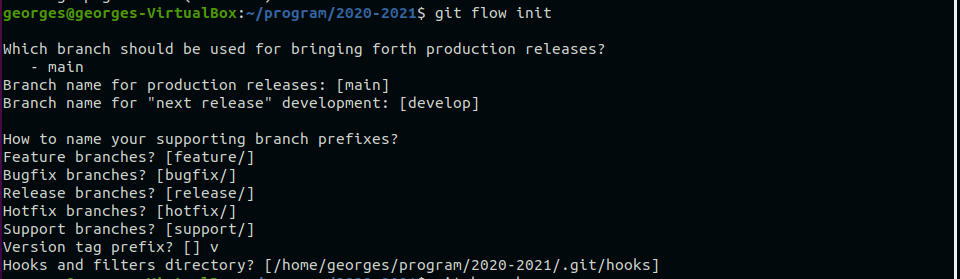 georges@georges-VirtualBox:~/program/2020-2021$ git flow init
Which branch should be used for bringing forth production releases?
   - main
Branch name for production releases: [main]
Branch name for "next release" development: [develop]
How to name your supporting branch prefixes?
Feature branches? [feature/]
Bugfix branches? [bugfix/]
Release branches? [release/]
Hotfix branches? [hotfix/]
Support branches? [support/]
Version tag prefix? [] v
Hooks and filters directory? [/home/georges/program/2020-2021/.git/hooks]